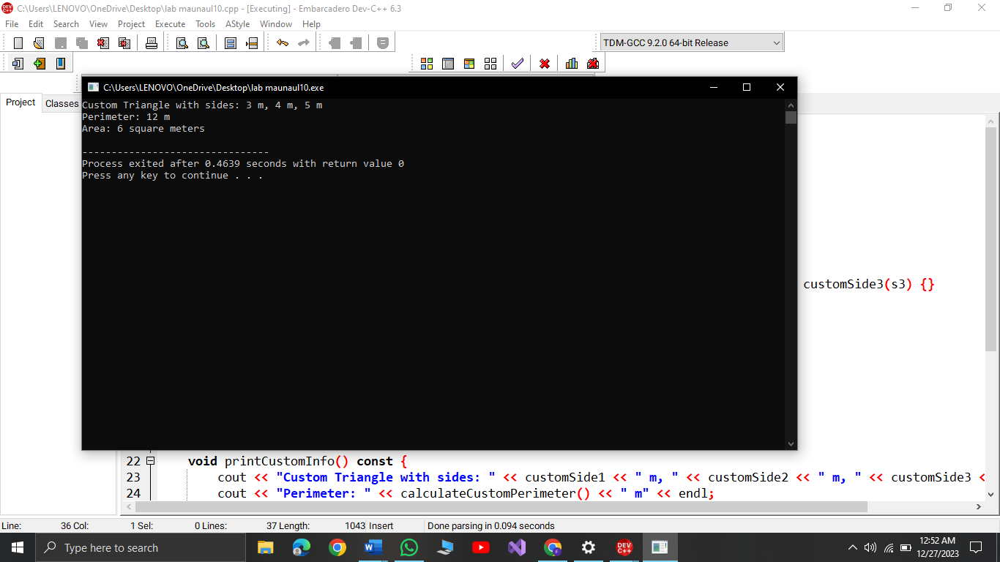 C:\Users\LENOVO\OneDrive\Desktop\lab maunaul10.cpp - [Executing] - Embarcadero Dev-C++ 6.3
File Edit Search View Project Execute Tools AStyle Window Help
TDM-GCC 9.2.0 64-bit Release
C:\Users\LENOVO\OneDrive\Desktop\lab maunaul10.exe
Project Classes
Custom Triangle with sides: 3 m, 4 m, 5 m
Perimeter: 12 m
Area: 6 square meters
--------------------------------
Process exited after 0.4639 seconds with return value 0
Press any key to continue . . .
customSide3(s3) {}
22 void printCustomInfo() const {
23 cout << "Custom Triangle with sides: " << customSide1 << " m, " << customSide2 << " m, " << customSide3 <
24 cout << "Perimeter: " << calculateCustomPerimeter() << " m" << endl;
Line: 36 Col: 1 Sel: 0 Lines: 37 Length: 1043 Insert Done parsing in 0.094 seconds
Type here to search
12:52 AM
12/27/2023